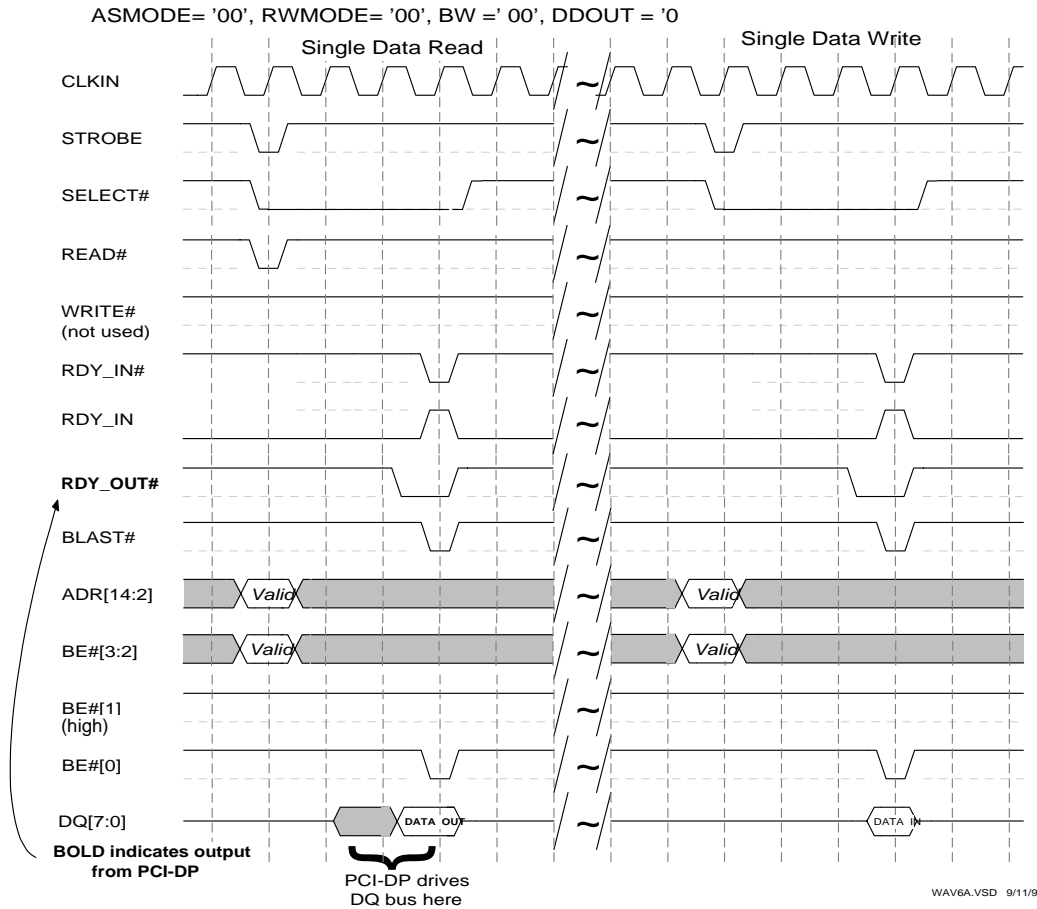 ASMODE= '00', RWMODE= '00', BW =' 00', DDOUT = '0
Single Data Read
Single Data Write
CLKIN
~
STROBE
~
SELECT#
~
READ#
~
WRITE#
(not used)
~
RDY_IN#
~
RDY_IN
~
RDY_OUT#
~
BLAST#
~
ADR[14:2]
Valid
~
Valid
BE#[3:2]
Valid
~
Valid
BE#[1]
(high)
~
BE#[0]
~
DQ[7:0]
DATA OUT
~
DATA IN
BOLD indicates output
from PCI-DP
PCI-DP drives
DQ bus here
WAV6A.VSD 9/11/9